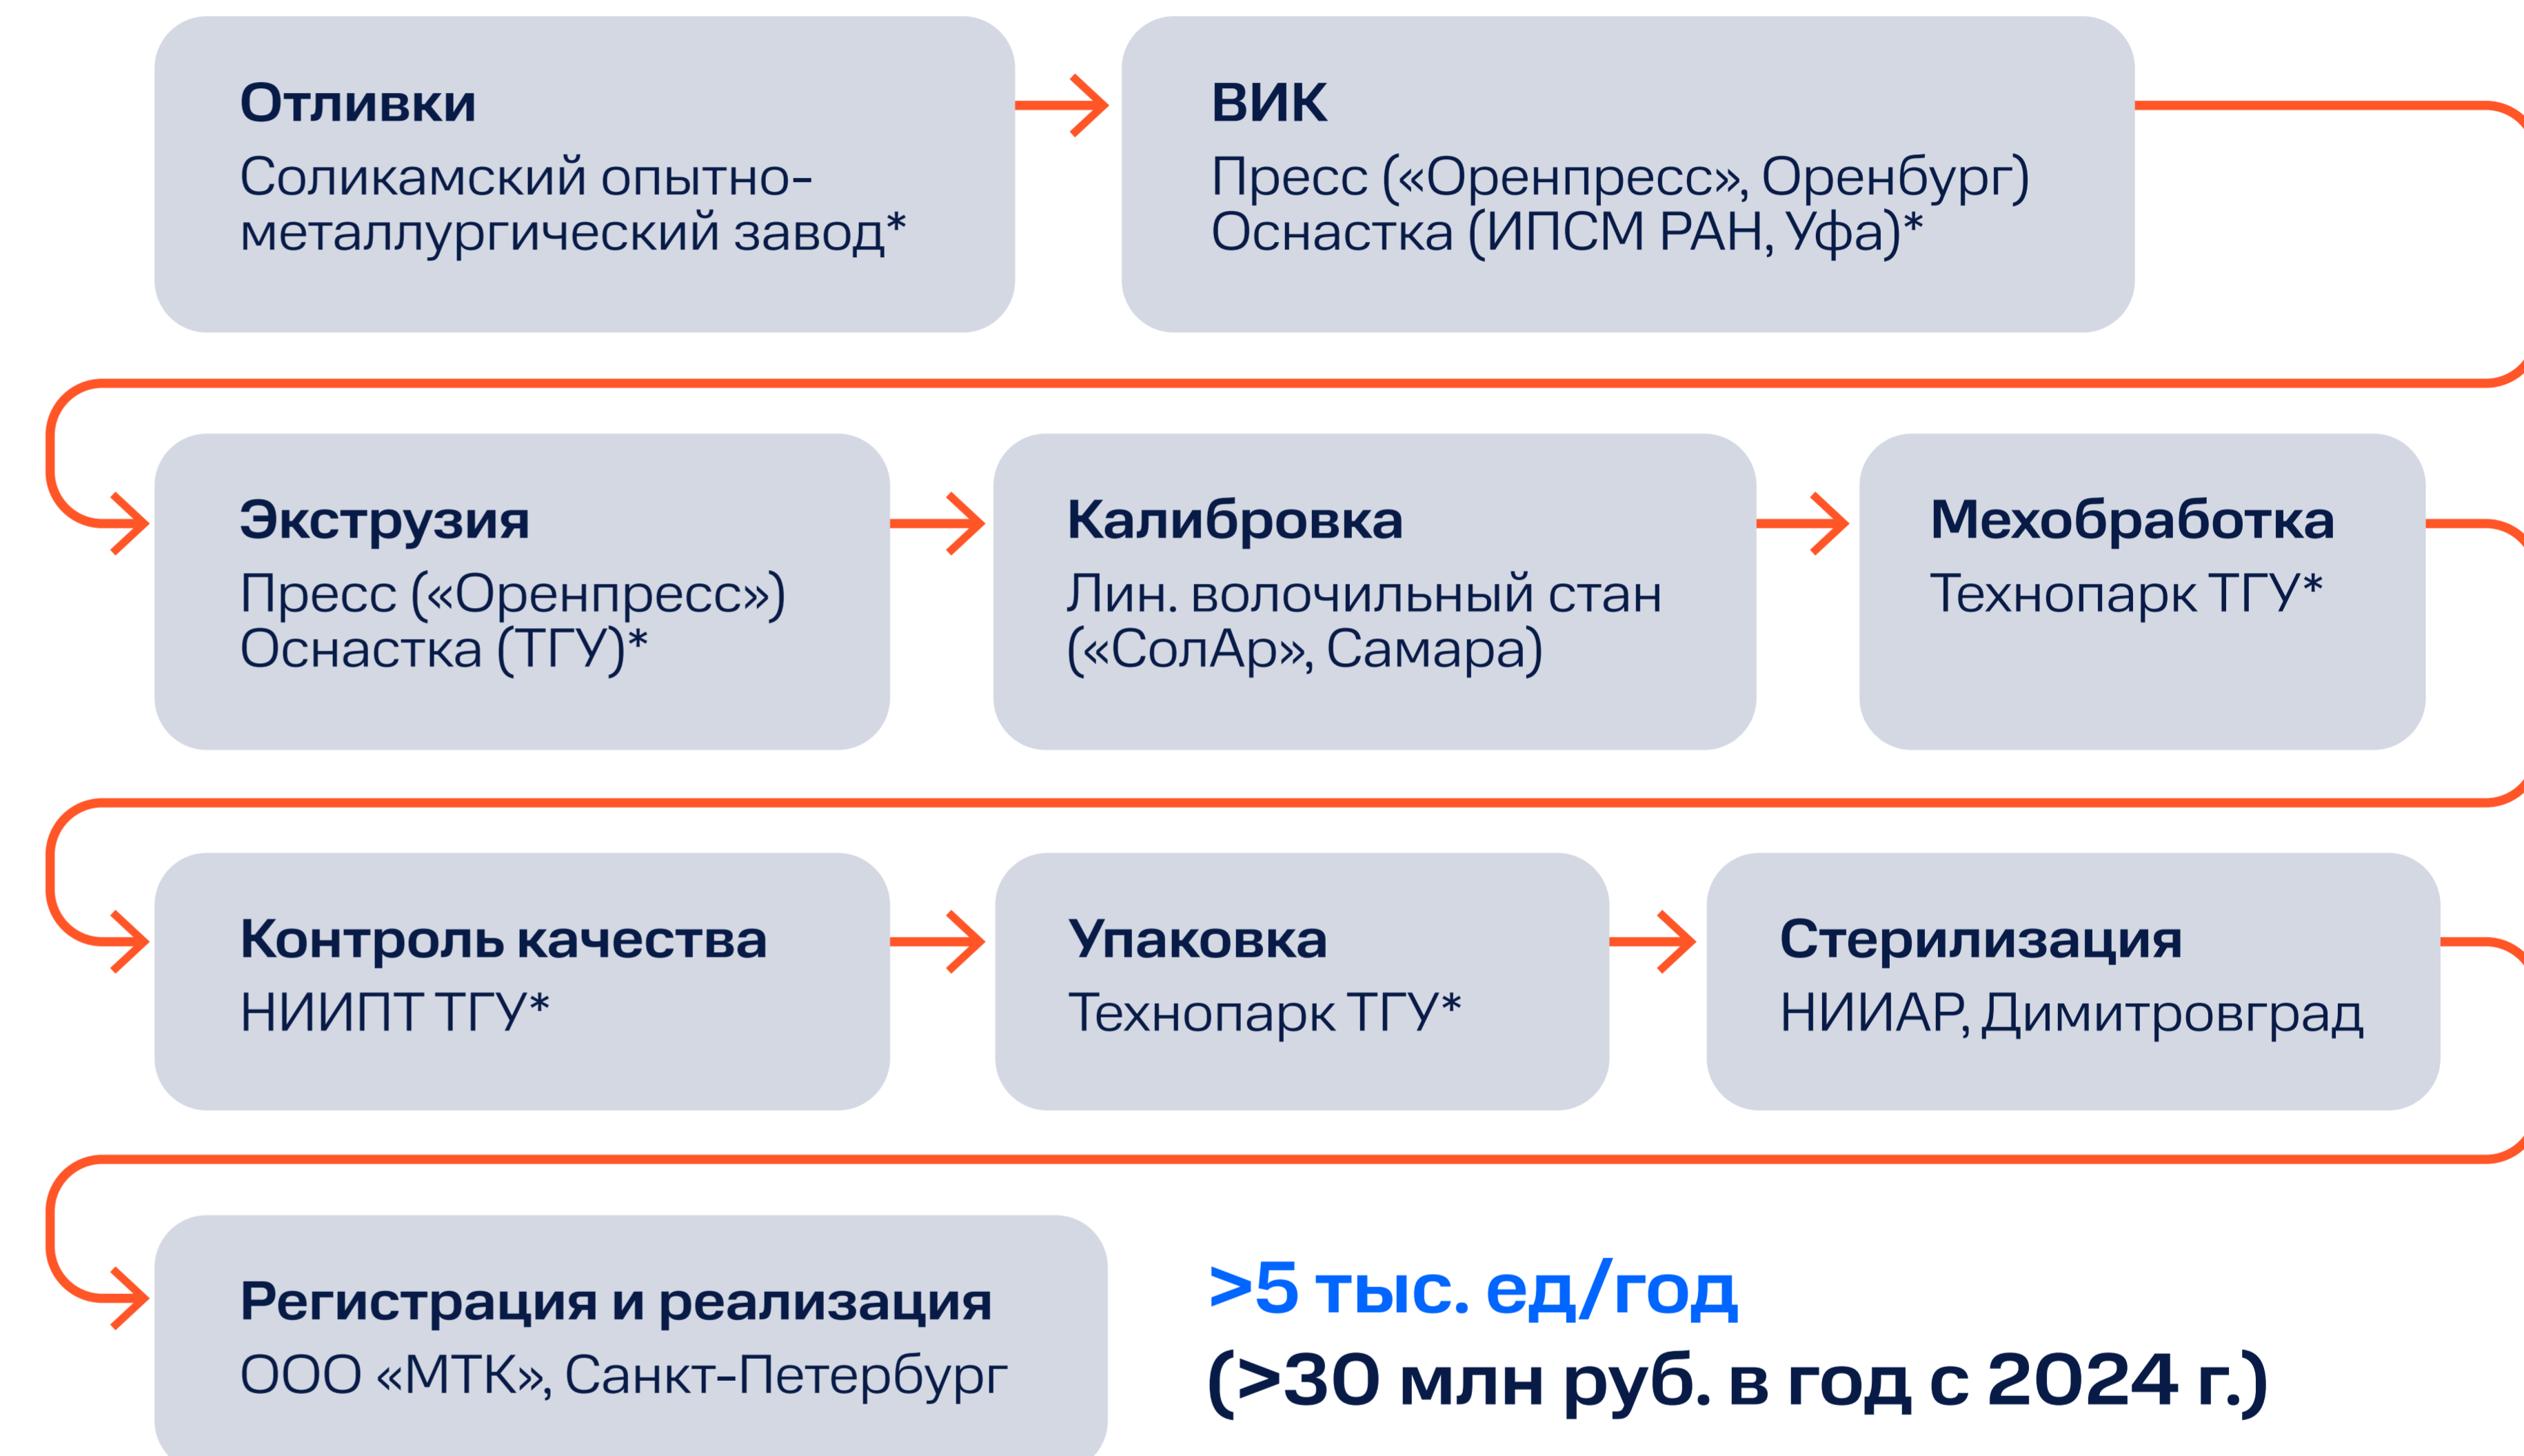 Отливки
Соликамский опытно-
металлургический завод*
ВИК
Пресс («Оренпресс», Оренбург)
Оснастка (ИПСМ РАН, Уфа)*
Экструзия
Пресс («Оренпресс»)
Оснастка (ТГУ)*
Калибровка
Лин. волочильный стан
(«СолАр», Самара)
Мехобработка
Технопарк ТГУ*
Контроль качества
НИИПТ ТГУ*
Упаковка
Технопарк ТГУ*
Стерилизация
НИИАР, Димитровград
Регистрация и реализация
ООО «МТК», Санкт-Петербург
>5 тыс. ед/год
(>30 млн руб. в год с 2024 г.)